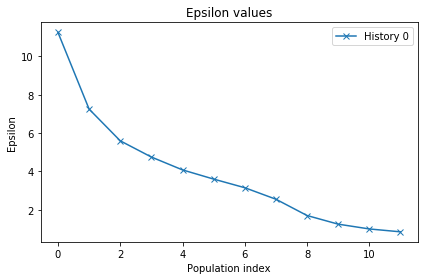 Epsilon values
History 0
Epsilon
10
8
6
4
2
0 2 4 6 8 10
Population index